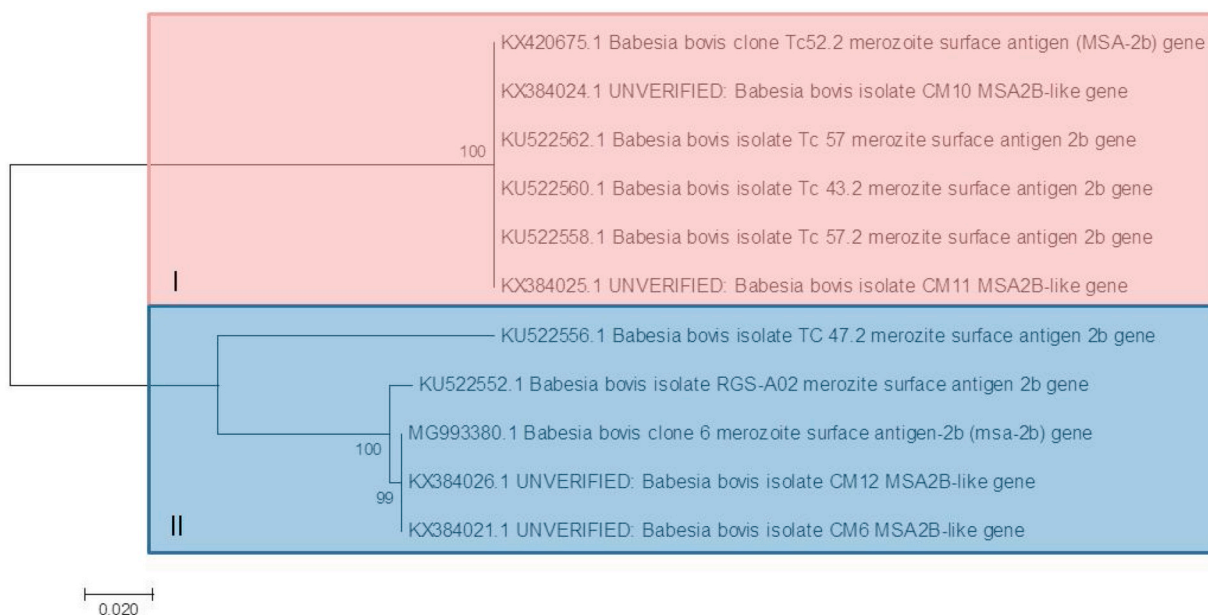 KX420675.1 Babesia bovis clone Tc52.2 merozoite surface antigen (MSA-2b) gene
KX384024.1 UNVERIFIED: Babesia bovis isolate CM10 MSA2B-like gene
KU522562.1 Babesia bovis isolate Tc 57 merozite surface antigen 2b gene
100
KU522560.1 Babesia bovis isolate Tc 43.2 merozite surface antigen 2b gene
KU522558.1 Babesia bovis isolate Tc 57.2 merozite surface antigen 2b gene
KX384025.1 UNVERIFIED: Babesia bovis isolate CM11 MSA2B-like gene
I
KU522556.1 Babesia bovis isolate TC 47.2 merozite surface antigen 2b gene
KU522552.1 Babesia bovis isolate RGS-A02 merozite surface antigen 2b gene
MG993380.1 Babesia bovis clone 6 merozoite surface antigen-2b (msa-2b) gene
100
KX384026.1 UNVERIFIED: Babesia bovis isolate CM12 MSA2B-like gene
99
KX384021.1 UNVERIFIED: Babesia bovis isolate CM6 MSA2B-like gene
II
0.020